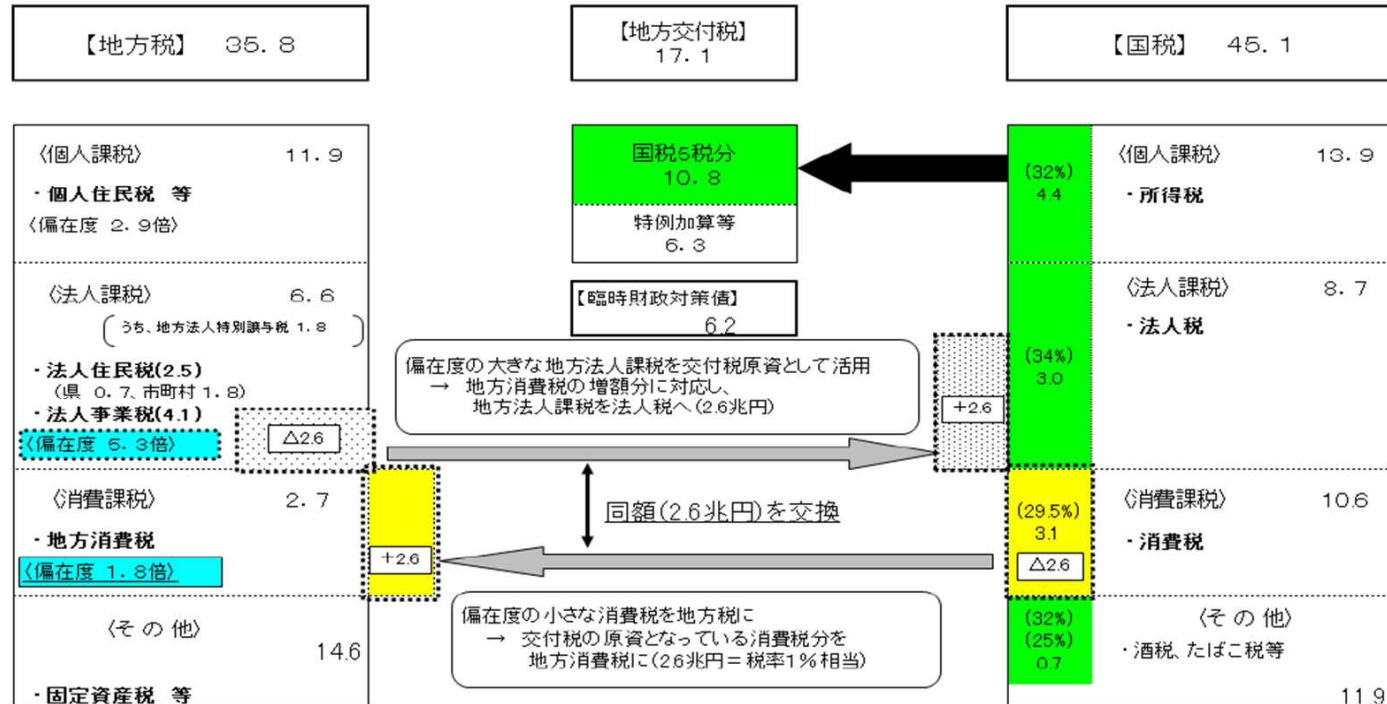 【地方税】 35.8
【地方交付税】
17.1
【国税】 45.1
〈個人課税〉 11.9
・個人住民税 等
〈偏在度 2.9倍〉
〈法人課税〉 6.6
うち、地方法人特別譲与税 1.8
・法人住民税(2.5)
(県 0.7、市町村 1.8)
・法人事業税(4.1)
〈偏在度 5.3倍〉
△2.6
〈消費課税〉 2.7
・地方消費税
〈偏在度 1.8倍〉
+2.6
〈その他〉
14.6
・固定資産税 等
国税5税分
10.8
特例加算等
6.3
【臨時財政対策債】
6.2
偏在度の大きな地方法人課税を交付税原資として活用
→ 地方消費税の増額分に対応し、
地方法人課税を法人税へ(2.6兆円)
同額(2.6兆円)を交換
偏在度の小さな消費税を地方税に
→ 交付税の原資となっている消費税分を
地方消費税に(2.6兆円=税率1%相当)
(32%)
4.4
〈個人課税〉 13.9
・所得税
(34%)
3.0
+2.6
〈法人課税〉 8.7
・法人税
(29.5%)
3.1
△2.6
〈消費課税〉 10.6
・消費税
(32%)
(25%)
0.7
〈その他〉
・酒税、たばこ税等
11.9